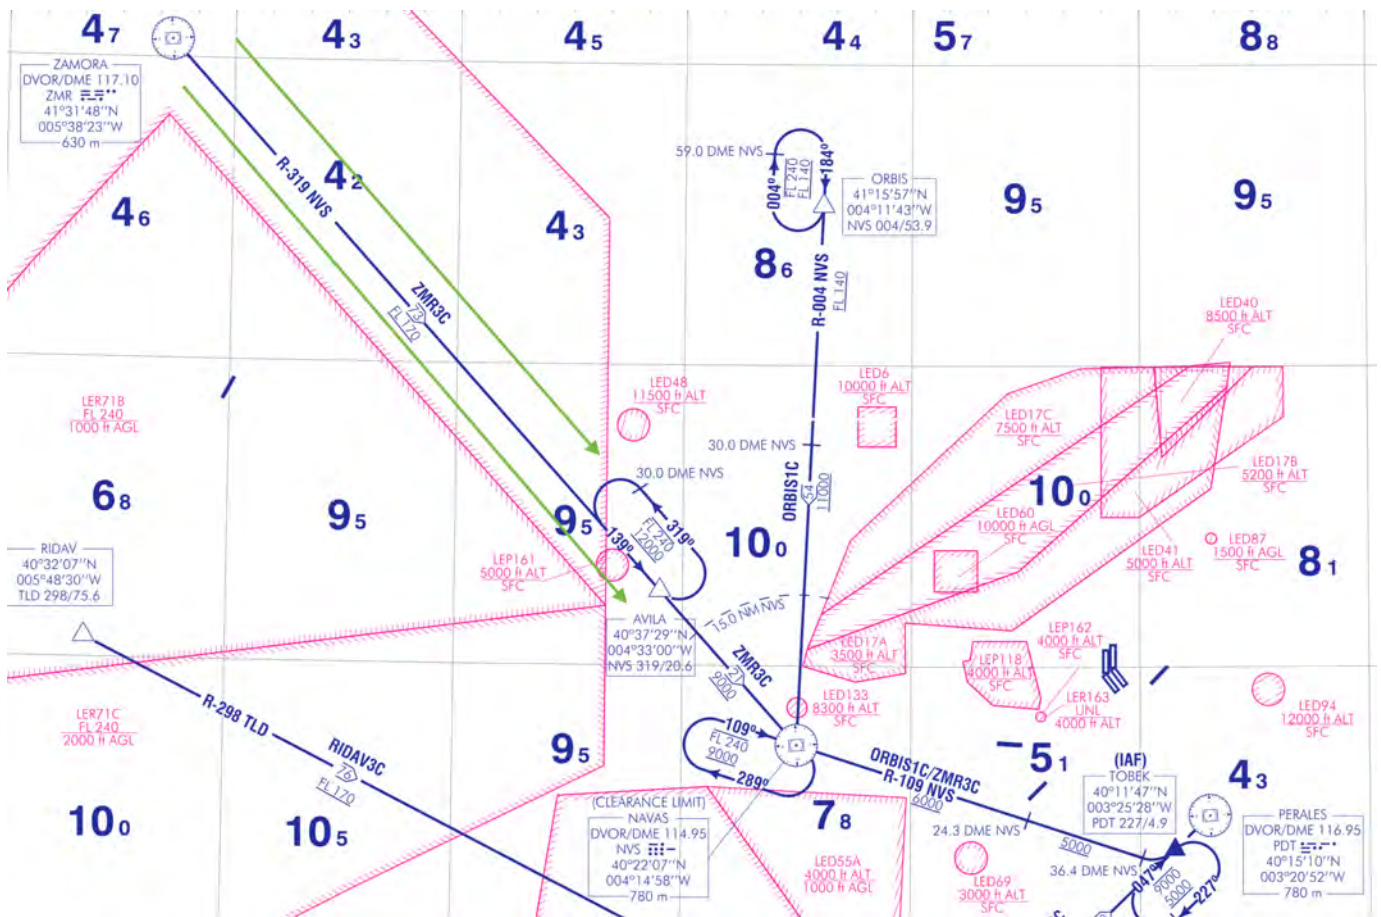 47
43
45
44
57
88
ZAMORA
DVOR/DME 117.10
ZMR
41°31'48''N
005°38'23''W
630 m
R-319 NVS
42
46
43
59.0 DME NVS
004°
FL 240
FL 140
184°
ORBIS
41°15'57''N
004°11'43''W
NVS 004/53.9
95
95
86
R-004 NVS
FL 140
ZMR3C
73
FL 170
LED40
8500 ft ALT
SFC
LER71B
FL 240
1000 ft AGL
LED48
11500 ft ALT
SFC
LED6
10000 ft ALT
SFC
LED17C
7500 ft ALT
SFC
30.0 DME NVS
30.0 DME NVS
LED17B
5200 ft ALT
SFC
68
95
95
100
100
ORBIS1C
54
11000
139°
FL 240
12000
319°
LED60
10000 ft AGL
SFC
LED41
5000 ft ALT
SFC
LED87
1500 ft AGL
SFC
81
RIDAV
40°32'07''N
005°48'30''W
TLD 298/75.6
LEP161
5000 ft ALT
SFC
15.0 NM NVS
AVILA
40°37'29''N
004°33'00''W
NVS 319/20.6
LED17A
3500 ft ALT
SFC
LEP162
4000 ft ALT
SFC
LEP118
4000 ft ALT
SFC
ZMR3C
21
9000
LED133
8300 ft ALT
SFC
LER163
UNL
4000 ft ALT
LED94
12000 ft ALT
SFC
LER71C
FL 240
2000 ft AGL
R-298 TLD
RIDAV3C
76
FL 170
95
109°
FL 240
9000
289°
ORBIS1C/ZMR3C
R-109 NVS
6000
51
(IAF)
TOBEK
40°11'47''N
003°25'28''W
PDT 227/4.9
43
100
105
(CLEARANCE LIMIT)
NAVAS
DVOR/DME 114.95
NVS
40°22'07''N
004°14'58''W
780 m
78
24.3 DME NVS
5000
36.4 DME NVS
PERALES
DVOR/DME 116.95
PDT
40°15'10''N
003°20'52''W
780 m
LED55A
4000 ft ALT
1000 ft AGL
LED69
3000 ft ALT
SFC
047°
9000
5000
227°